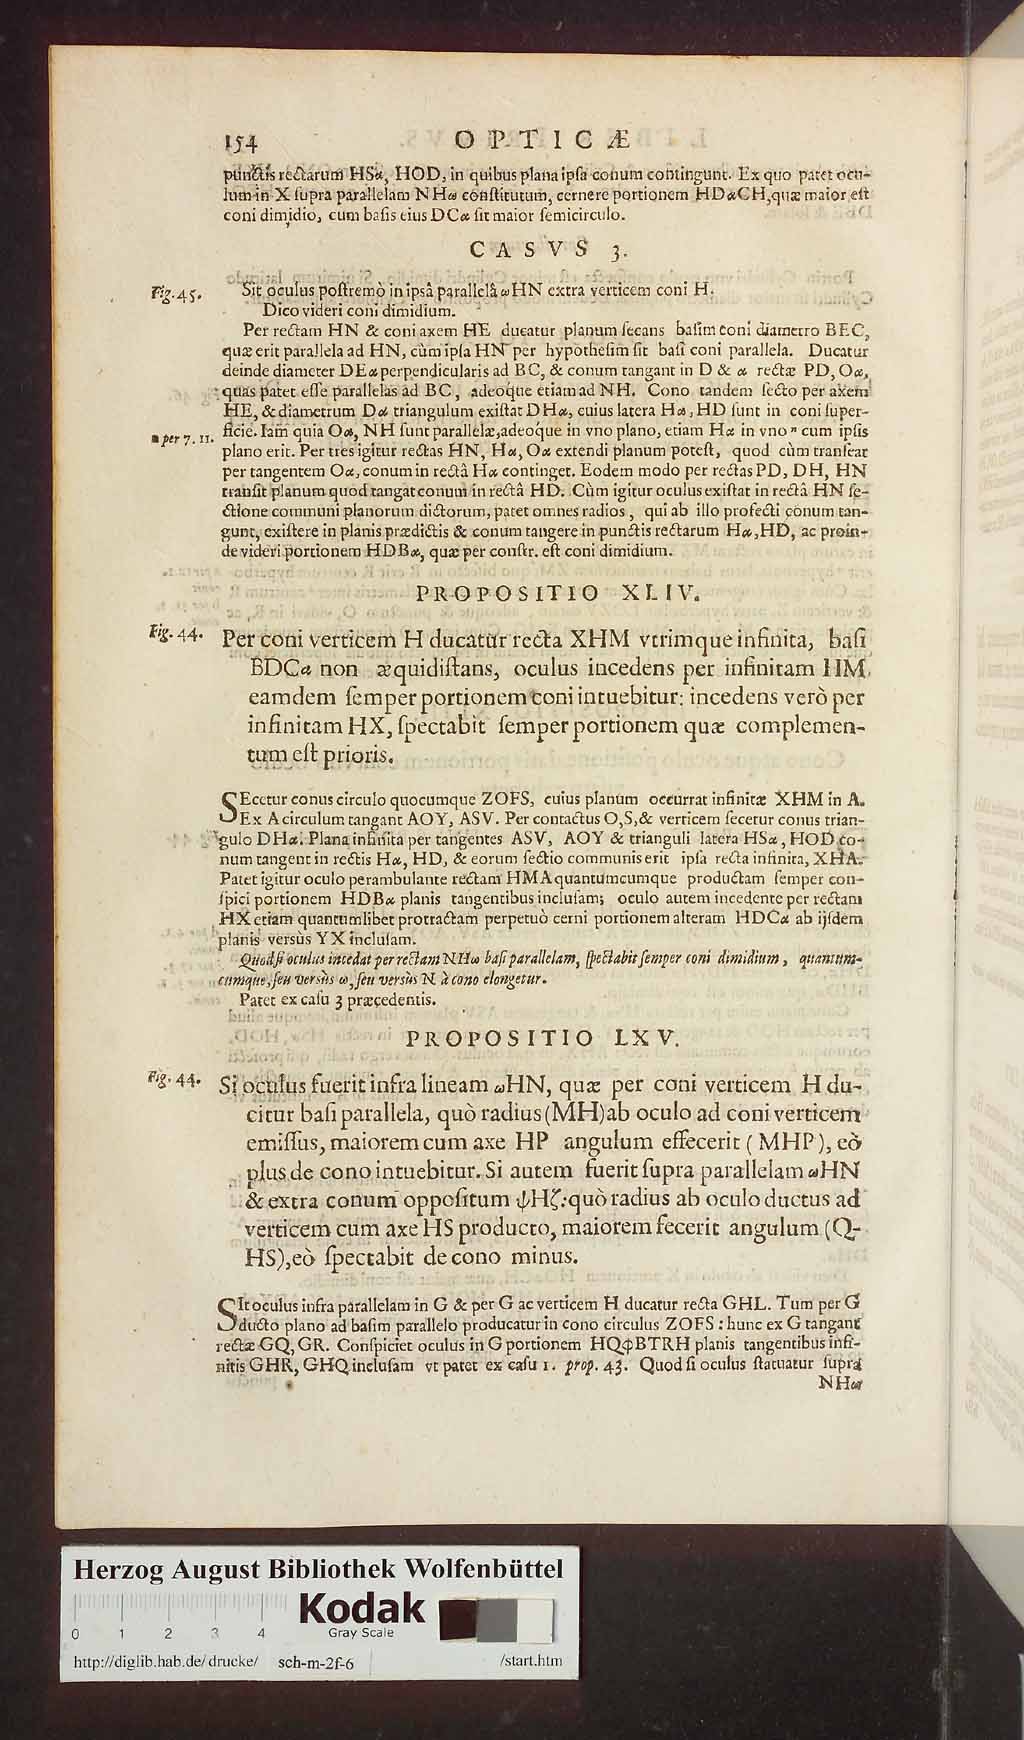 154 OPTICÆ
punctis rectarum HSα, HOD, in quibus plana ipsa conum contingunt. Ex quo patet ocu-
lum in X supra parallelam NHω constitutum, cernere portionem HDαCH, quæ maior est
coni dimidio, cum basis eius DCα sit maior semicirculo.
CASVS 3.
Fig. 45. Sit oculus postremò in ipsâ parallelâ ωHN extra verticem coni H.
Dico videri coni dimidium.
Per rectam HN & coni axem HE ducatur planum secans basim coni diametro BEC,
quæ erit parallela ad HN, cùm ipsa HN per hypothesim sit basi coni parallela. Ducatur
deinde diameter DEα perpendicularis ad BC, & conum tangant in D & α rectæ PD, Oα,
quas patet esse parallelas ad BC, adeoq́ue etiam ad NH. Cono tandem secto per axem
HE, & diametrum Dα triangulum existat DHα, cuius latera Hα, HD sunt in coni super-
ficie. Iam quia Oα, NH sunt parallelæ, adeoq́ue in vno plano, etiam Hα in vno n cum ipsis
n per 7. 11.
plano erit. Per tres igitur rectas HN, Hα, Oα extendi planum potest, quod cùm transeat
per tangentem Oα, conum in rectâ Hα continget. Eodem modo per rectas PD, DH, HN
transit planum quod tangat conum in rectâ HD. Cùm igitur oculus existat in rectâ HN se-
ctione communi planorum dictorum, patet omnes radios, qui ab illo profecti conum tan-
gunt, existere in planis prædictis & conum tangere in punctis rectarum Hα, HD, ac proin-
de videri portionem HDBα, quæ per constr. est coni dimidium.
PROPOSITIO XLIV.
Fig. 44. Per coni verticem H ducatur recta XHM vtrimque infinita, basi
BDCα non æquidistans, oculus incedens per infinitam HM
eamdem semper portionem coni intuebitur: incedens verò per
infinitam HX, spectabit semper portionem quæ complemen-
tum est prioris.
SEcetur conus circulo quocumque ZOFS, cuius planum occurrat infinitæ XHM in A.
Ex A circulum tangant AOY, ASV. Per contactus O, S, & verticem secetur conus trian-
gulo DHα. Plana infinita per tangentes ASV, AOY & trianguli latera HSα, HOD co-
num tangent in rectis Hα, HD, & eorum sectio communis erit ipsa recta infinita, XHA.
Patet igitur oculo perambulante rectam HMA quantumcumque productam semper con-
spici portionem HDBα planis tangentibus inclusam; oculo autem incedente per rectam
HX etiam quantumlibet protractam perpetuò cerni portionem alteram HDCα ab ijsdem
planis versùs YX inclusam.
Quodsi oculus incedat per rectam NHω basi parallelam, spectabit semper coni dimidium, quantum-
cumque, seu versùs ω, seu versùs N à cono elongetur.
Patet ex casu 3 præcedentis.
PROPOSITIO LXV.
Fig. 44. Si oculus fuerit infra lineam ωHN, quæ per coni verticem H du-
citur basi parallela, quò radius (MH) ab oculo ad coni verticem
emissus, maiorem cum axe HP angulum effecerit (MHP), eò
plus de cono intuebitur. Si autem fuerit supra parallelam ωHN
& extra conum oppositum ψHζ: quò radius ab oculo ductus ad
verticem cum axe HS producto, maiorem fecerit angulum (Q-
HS), eò spectabit de cono minus.
SIt oculus infra parallelam in G & per G ac verticem H ducatur recta GHL. Tum per G
ducto plano ad basim parallelo producatur in cono circulus ZOFS: hunc ex G tangant
rectæ GQ, GR. Conspiciet oculus in G portionem HQΦBTRH planis tangentibus infi-
nitis GHR, GHQ inclusam vt patet ex casu 1. prop. 43. Quod si oculus statuatur supra
NHω
Herzog August Bibliothek Wolfenbüttel
Kodak
0 1 2 3 4 Gray Scale
http://diglib.hab.de/drucke/ sch-m-2f-6 /start.htm